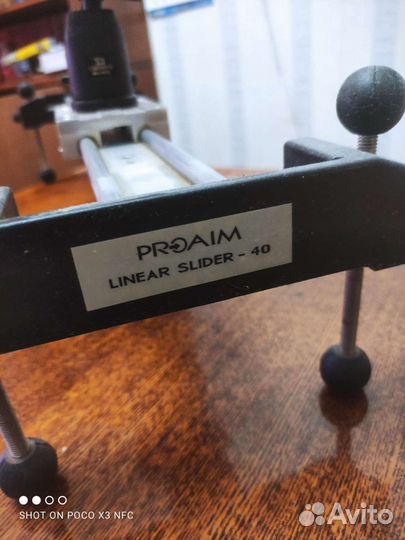 PROAIM
LINEAR SLIDER - 40
SHOT ON POCO X3 NFC
Avito